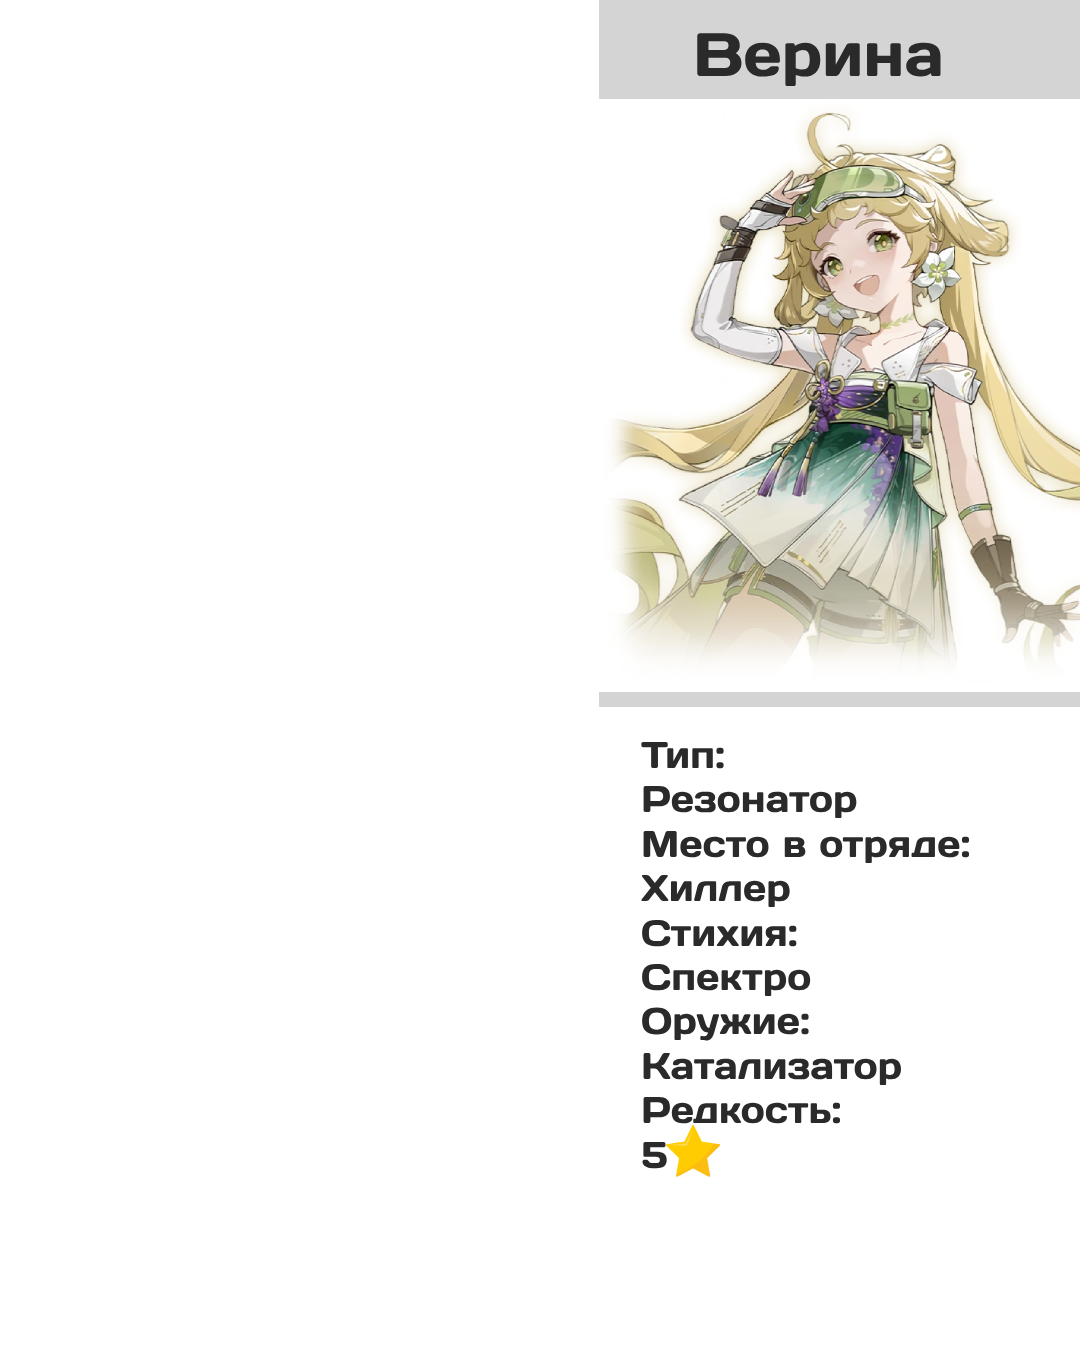 Верина
Тип:
Резонатор
Место в отряде:
Хиллер
Стихия:
Спектро
Оружие:
Катализатор
Редкость:
5⭐